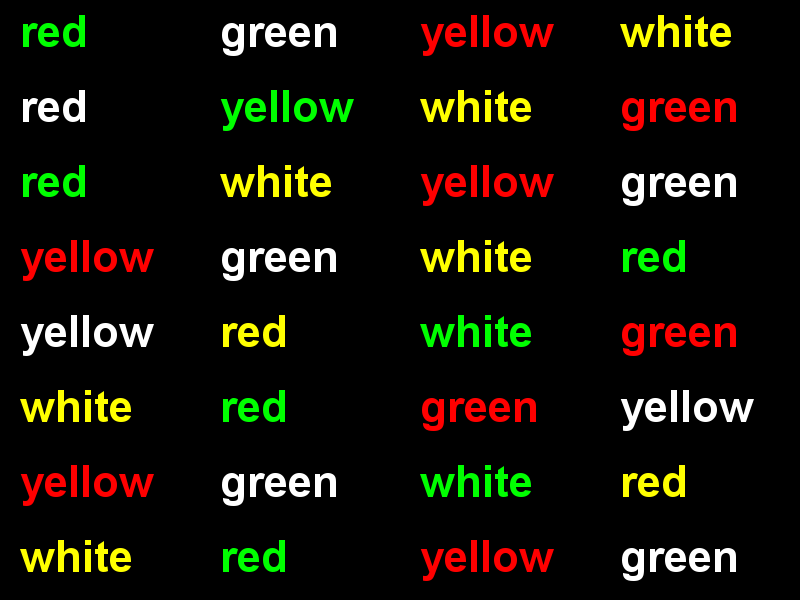 red green yellow white
red yellow white green
red white yellow green
yellow green white red
yellow red white green
white red green yellow
yellow green white red
white red yellow green